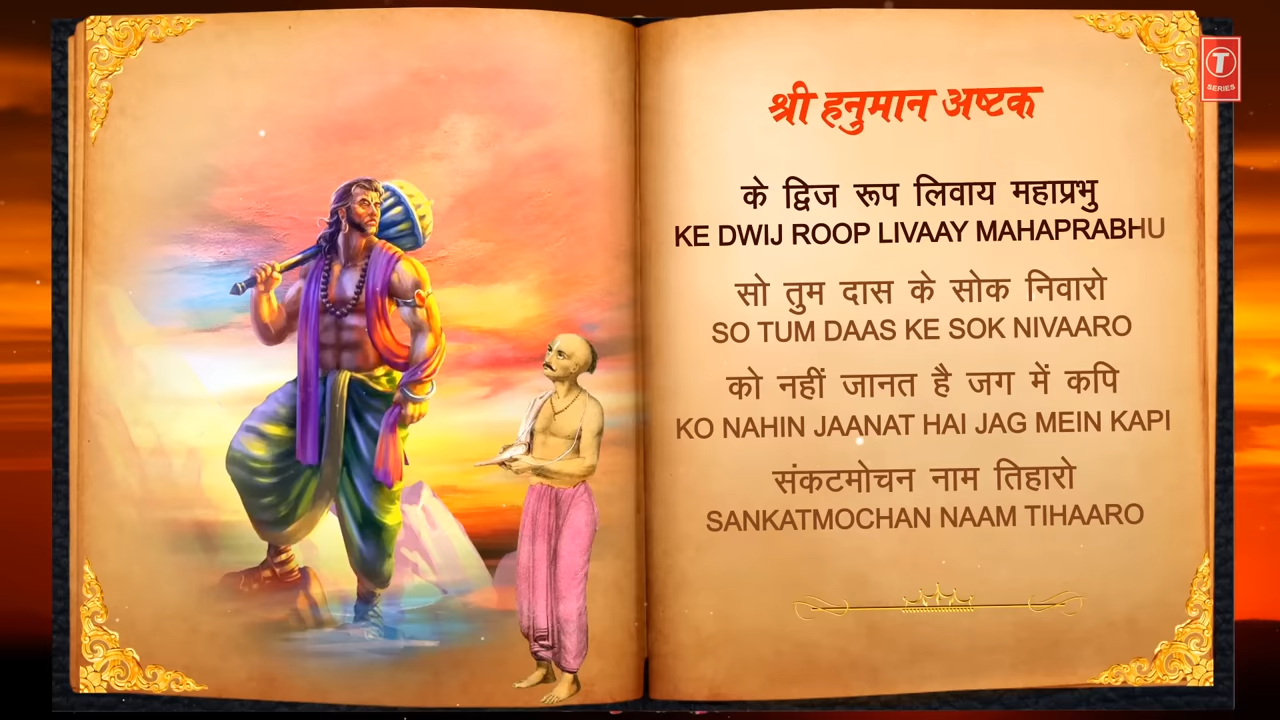 श्री हनुमान अष्टक
T
SERIES
के द्विज रूप लिवाय महाप्रभु
KE DWIJ ROOP LIVAAY MAHAPRABHU
सो तुम दास के सोक निवारो
SO TUM DAAS KE SOK NIVAARO
को नहीं जानत है जग में कपि
KO NAHIN JAANAT HAI JAG MEIN KAPI
संकटमोचन नाम तिहारो
SANKATMOCHAN NAAM TIHAARO